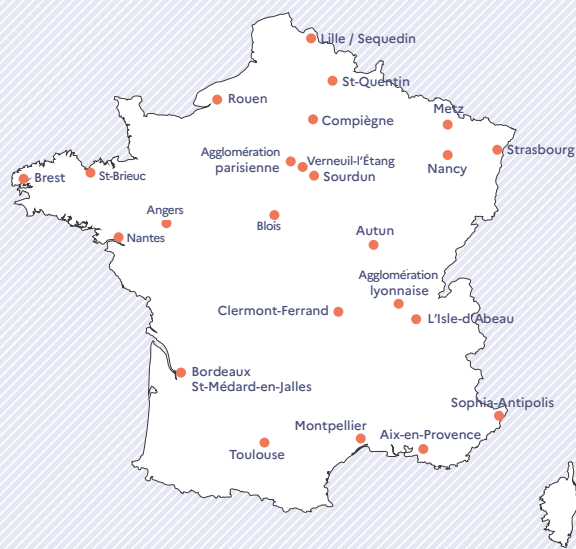 Lille / Sequedin
St-Quentin
Rouen
Metz
Compiègne
Strasbourg
Agglomération
parisienne
Verneuil-l'Étang
Nancy
Sourdun
Brest
St-Brieuc
Angers
Blois
Nantes
Autun
Agglomération
lyonnaise
Clermont-Ferrand
L'Isle-d'Abeau
Bordeaux
St-Médard-en-Jalles
Sophia-Antipolis
Montpellier
Aix-en-Provence
Toulouse